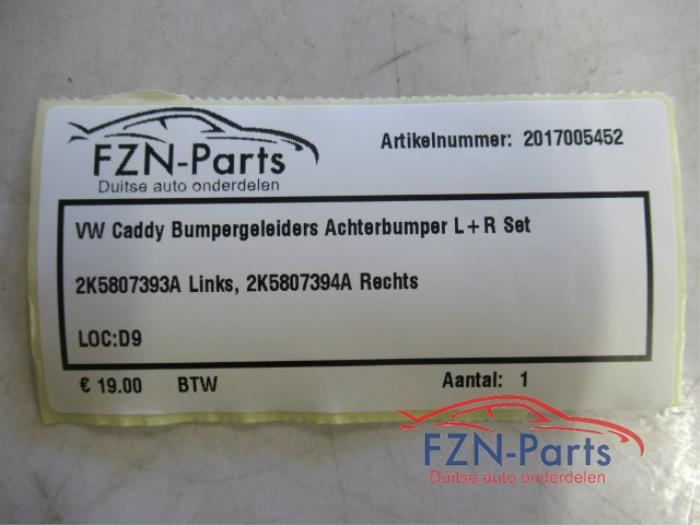 FZN-Parts
Duitse auto onderdelen
Artikelnummer: 2017005452
VW Caddy Bumpergeleiders Achterbumper L+R Set
2K5807393A Links, 2K5807394A Rechts
LOC:D9
€ 19.00 BTW Aantal: 1
FZN-Parts
Duitse auto onderdelen